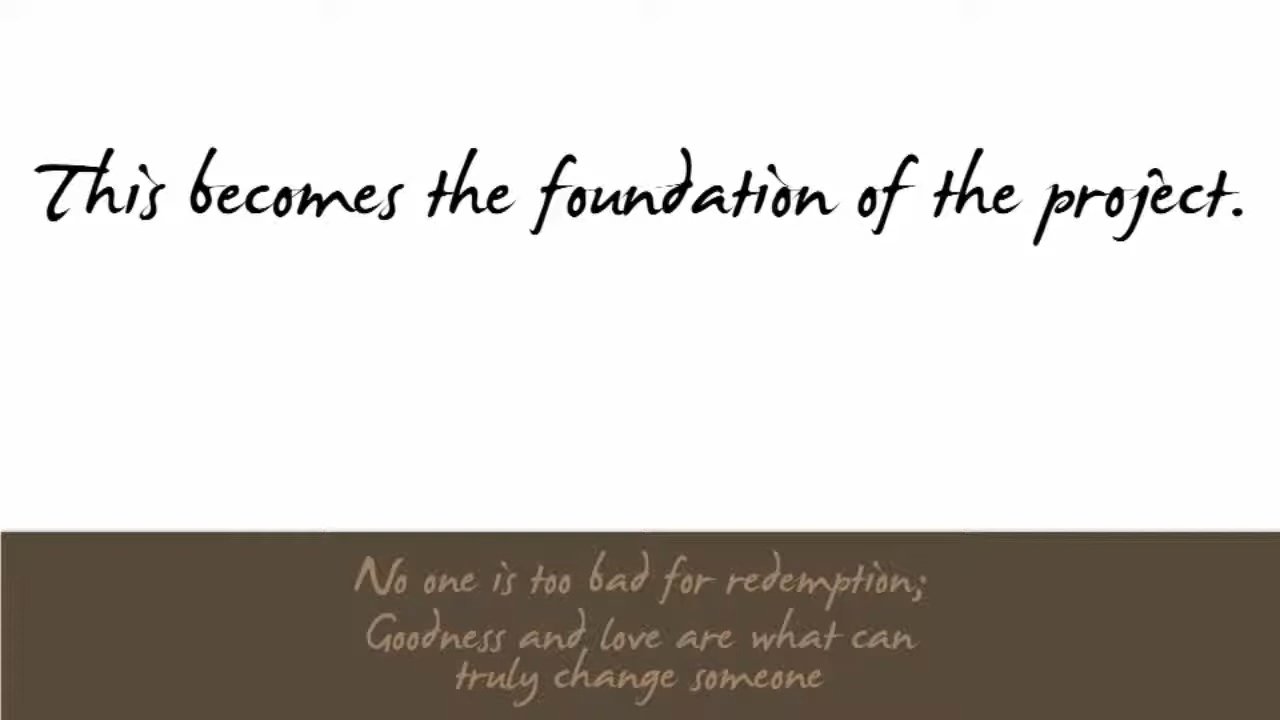 This becomes the foundation of the project.
No one is too bad for redemption;
Goodness and love are what can
truly change someone